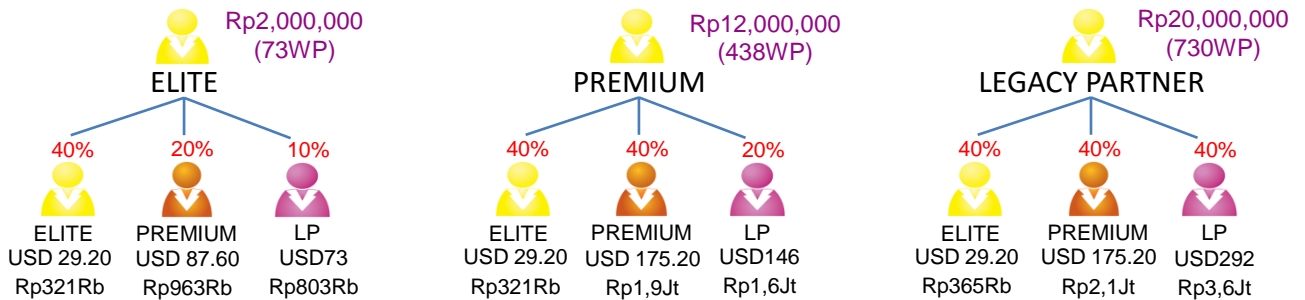 Rp2,000,000
(73WP)
ELITE
40%
20%
10%
ELITE
USD 29.20
Rp321Rb
PREMIUM
USD 87.60
Rp963Rb
LP
USD73
Rp803Rb
Rp12,000,000
(438WP)
PREMIUM
40%
40%
20%
ELITE
USD 29.20
Rp321Rb
PREMIUM
USD 175.20
Rp1,9Jt
LP
USD146
Rp1,6Jt
Rp20,000,000
(730WP)
LEGACY PARTNER
40%
40%
40%
ELITE
USD 29.20
Rp365Rb
PREMIUM
USD 175.20
Rp2,1Jt
LP
USD292
Rp3,6Jt